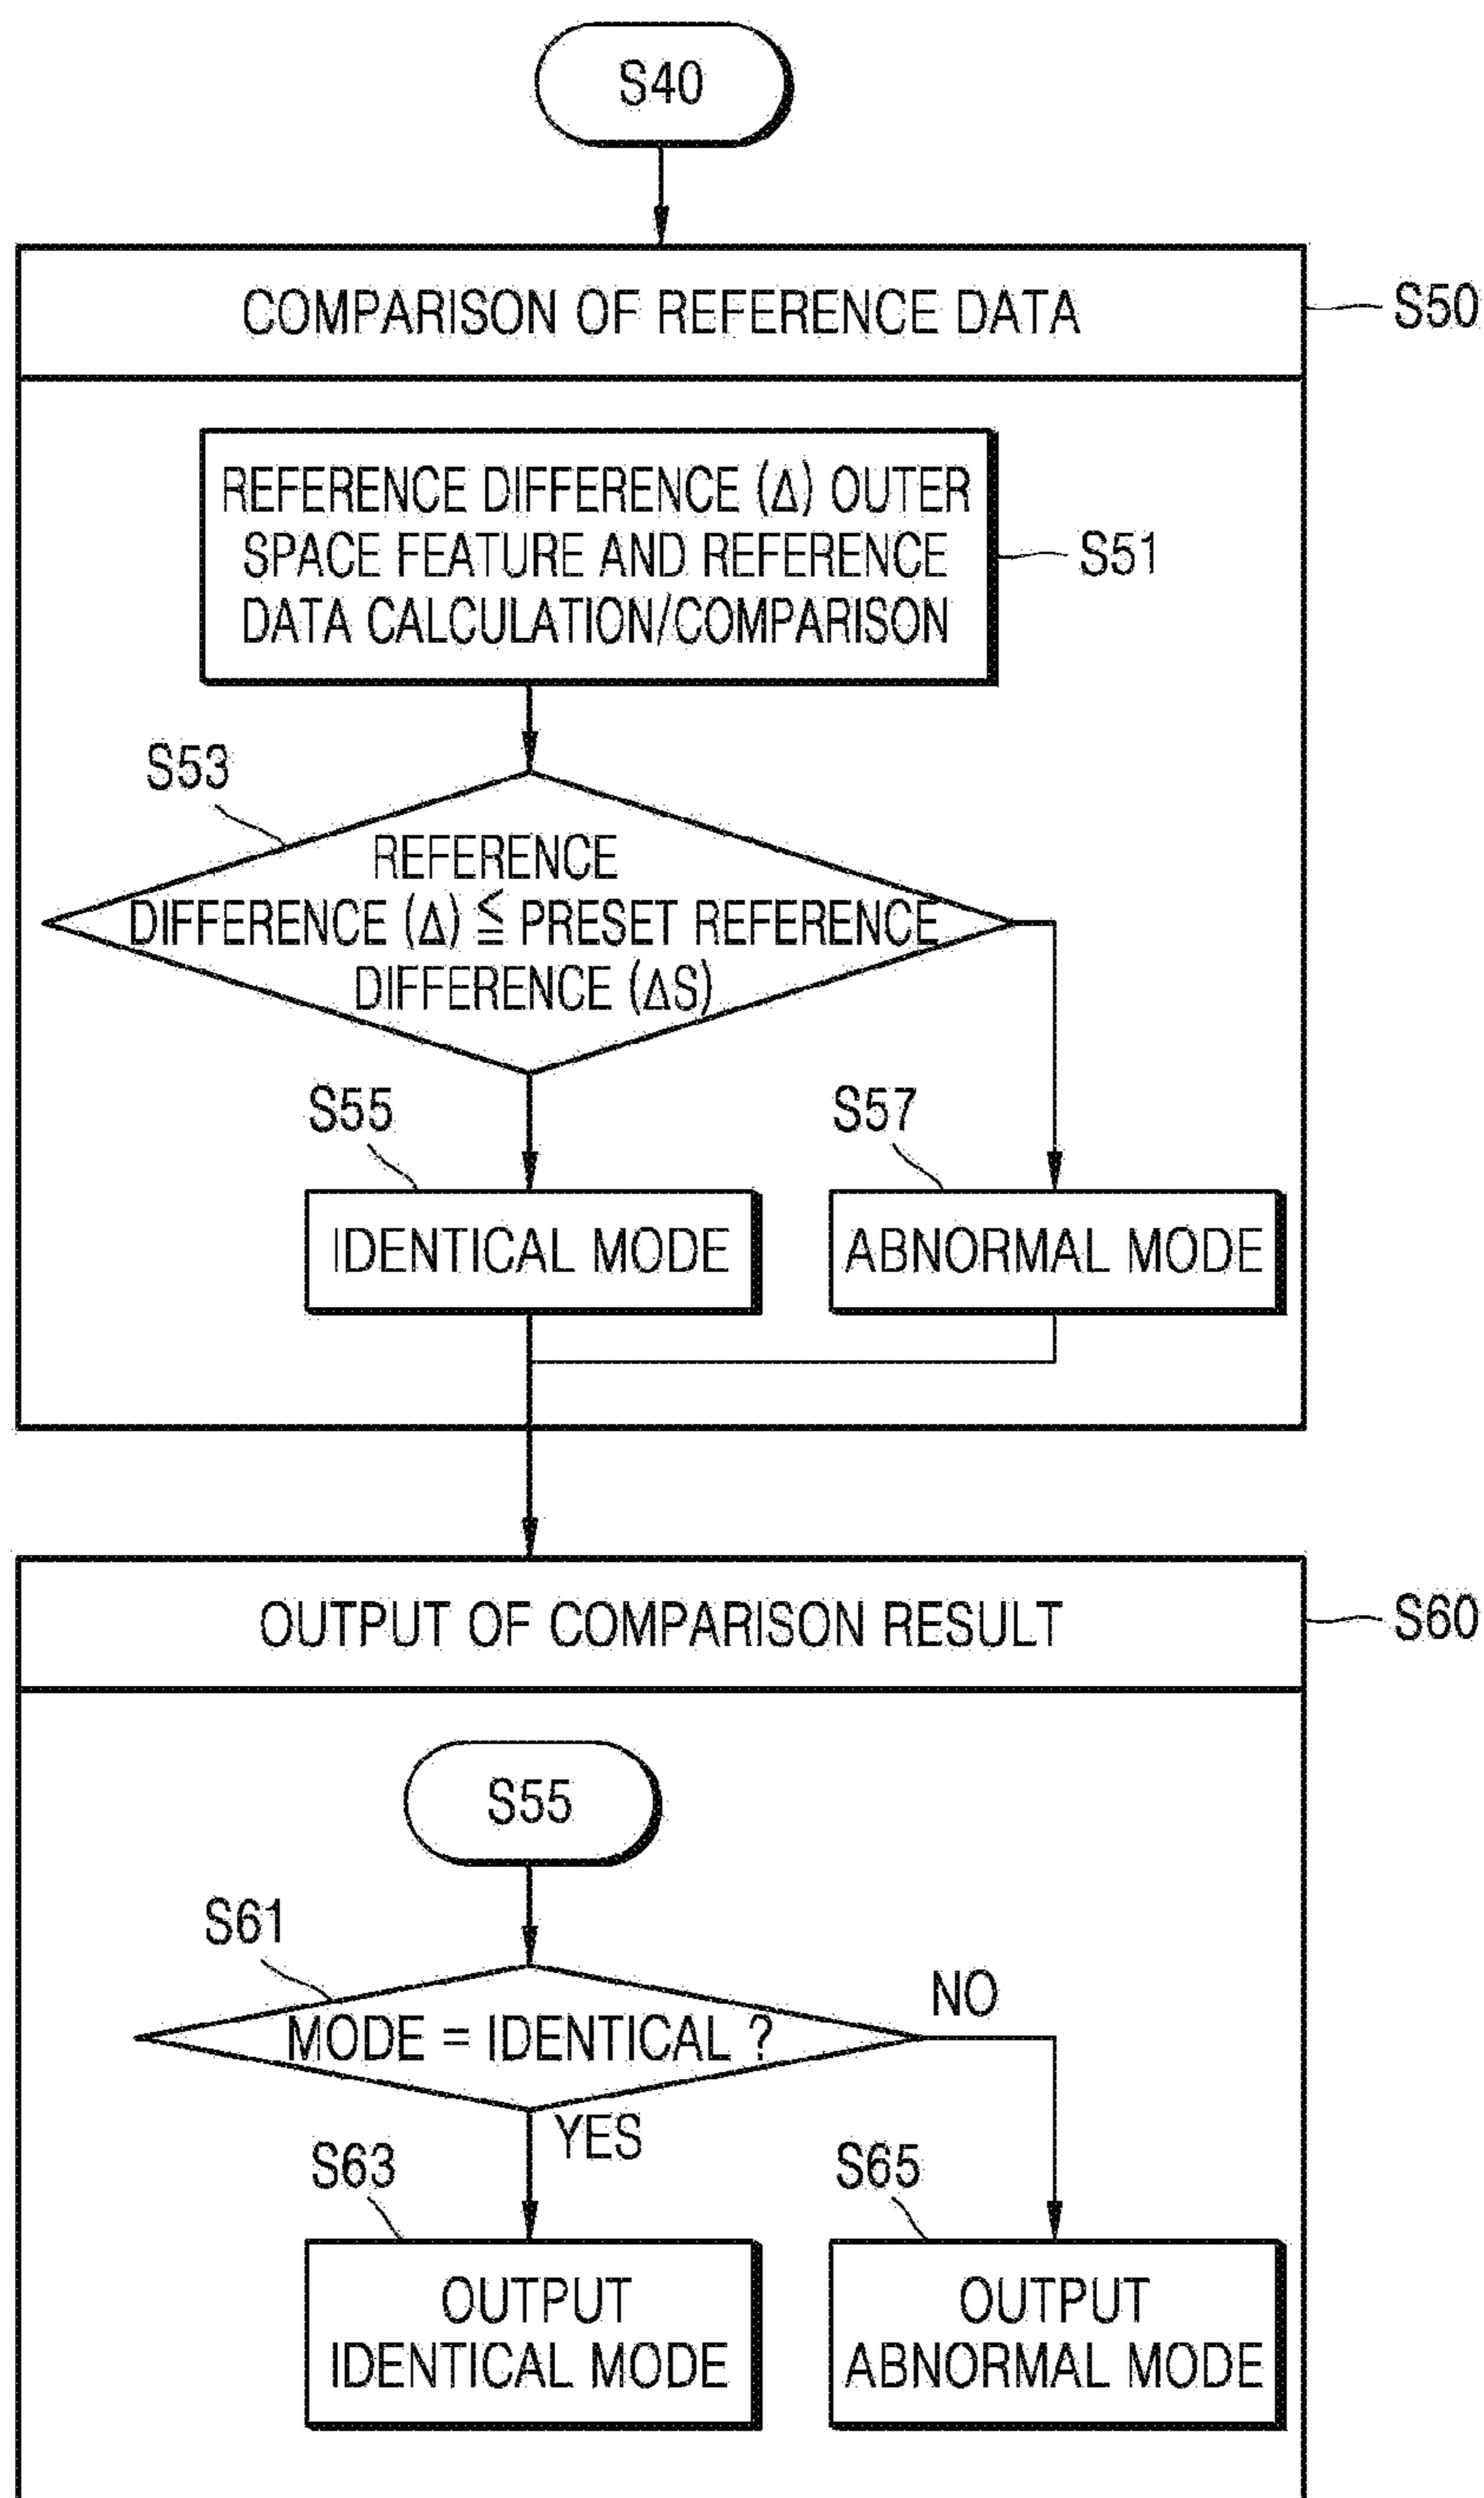 S40
COMPARISON OF REFERENCE DATA
S50
REFERENCE DIFFERENCE (Δ) OUTER
SPACE FEATURE AND REFERENCE
DATA CALCULATION/COMPARISON
S51
S53
REFERENCE
DIFFERENCE (Δ) ≦ PRESET REFERENCE
DIFFERENCE (ΔS)
S55
S57
IDENTICAL MODE
ABNORMAL MODE
OUTPUT OF COMPARISON RESULT
S60
S55
S61
MODE = IDENTICAL ?
NO
YES
S63
S65
OUTPUT
IDENTICAL MODE
OUTPUT
ABNORMAL MODE